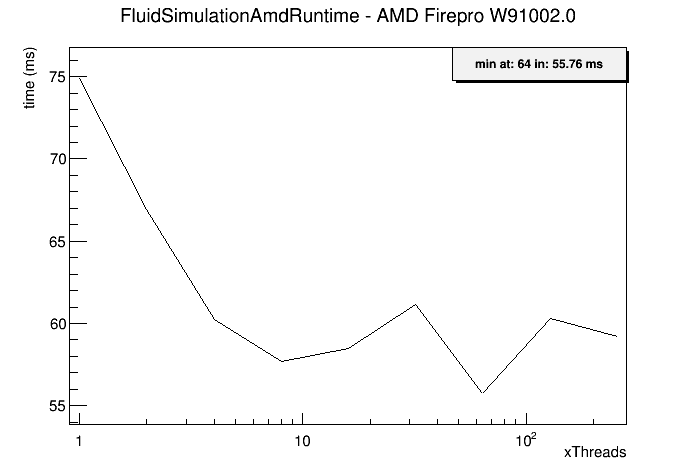 FluidSimulationAmdRuntime - AMD Firepro W91002.0
min at: 64 in: 55.76 ms
time (ms)
75
70
65
60
55
1
10
10²
xThreads